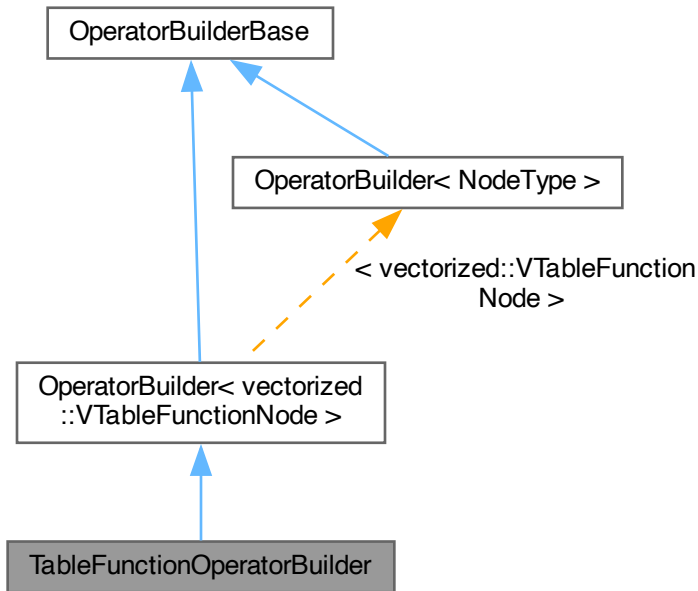 OperatorBuilderBase
OperatorBuilder< NodeType >
< vectorized::VTableFunction
Node >
OperatorBuilder< vectorized
::VTableFunctionNode >
TableFunctionOperatorBuilder